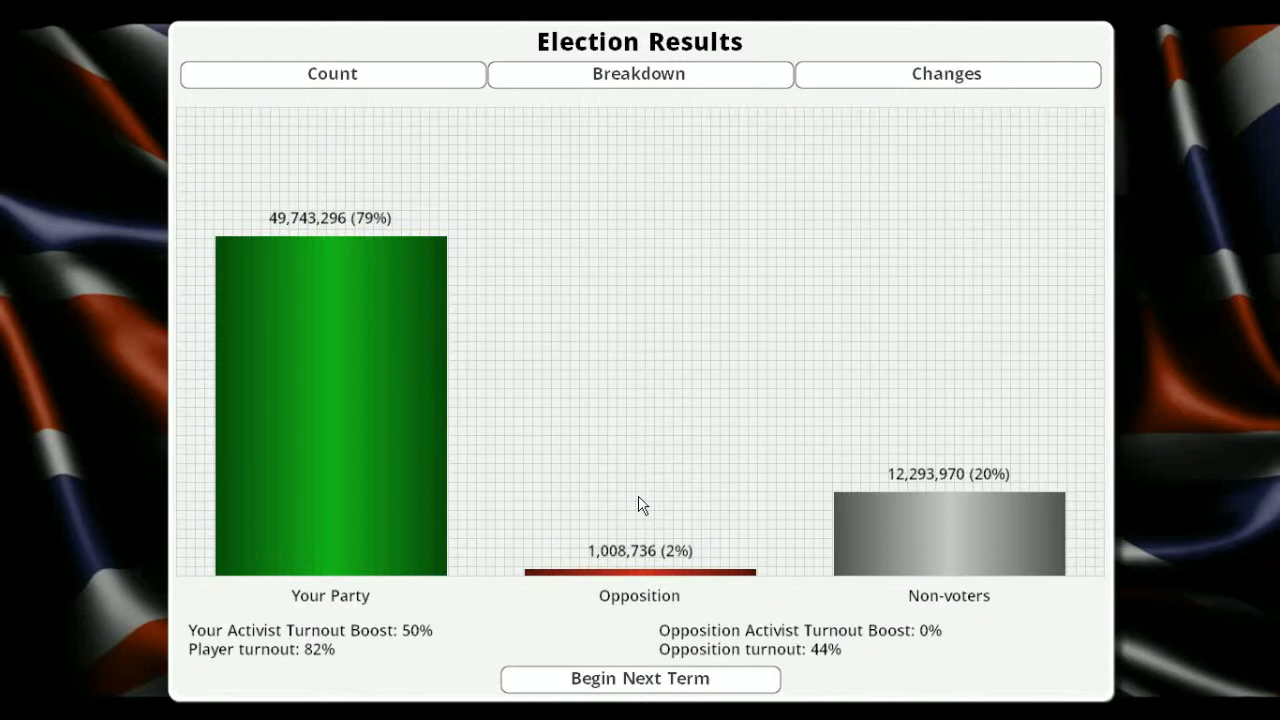 Election Results
Count Breakdown Changes
49,743,296 (79%)
12,293,970 (20%)
1,008,736 (2%)
Your Party Opposition Non-voters
Your Activist Turnout Boost: 50% Opposition Activist Turnout Boost: 0%
Player turnout: 82% Opposition turnout: 44%
Begin Next Term